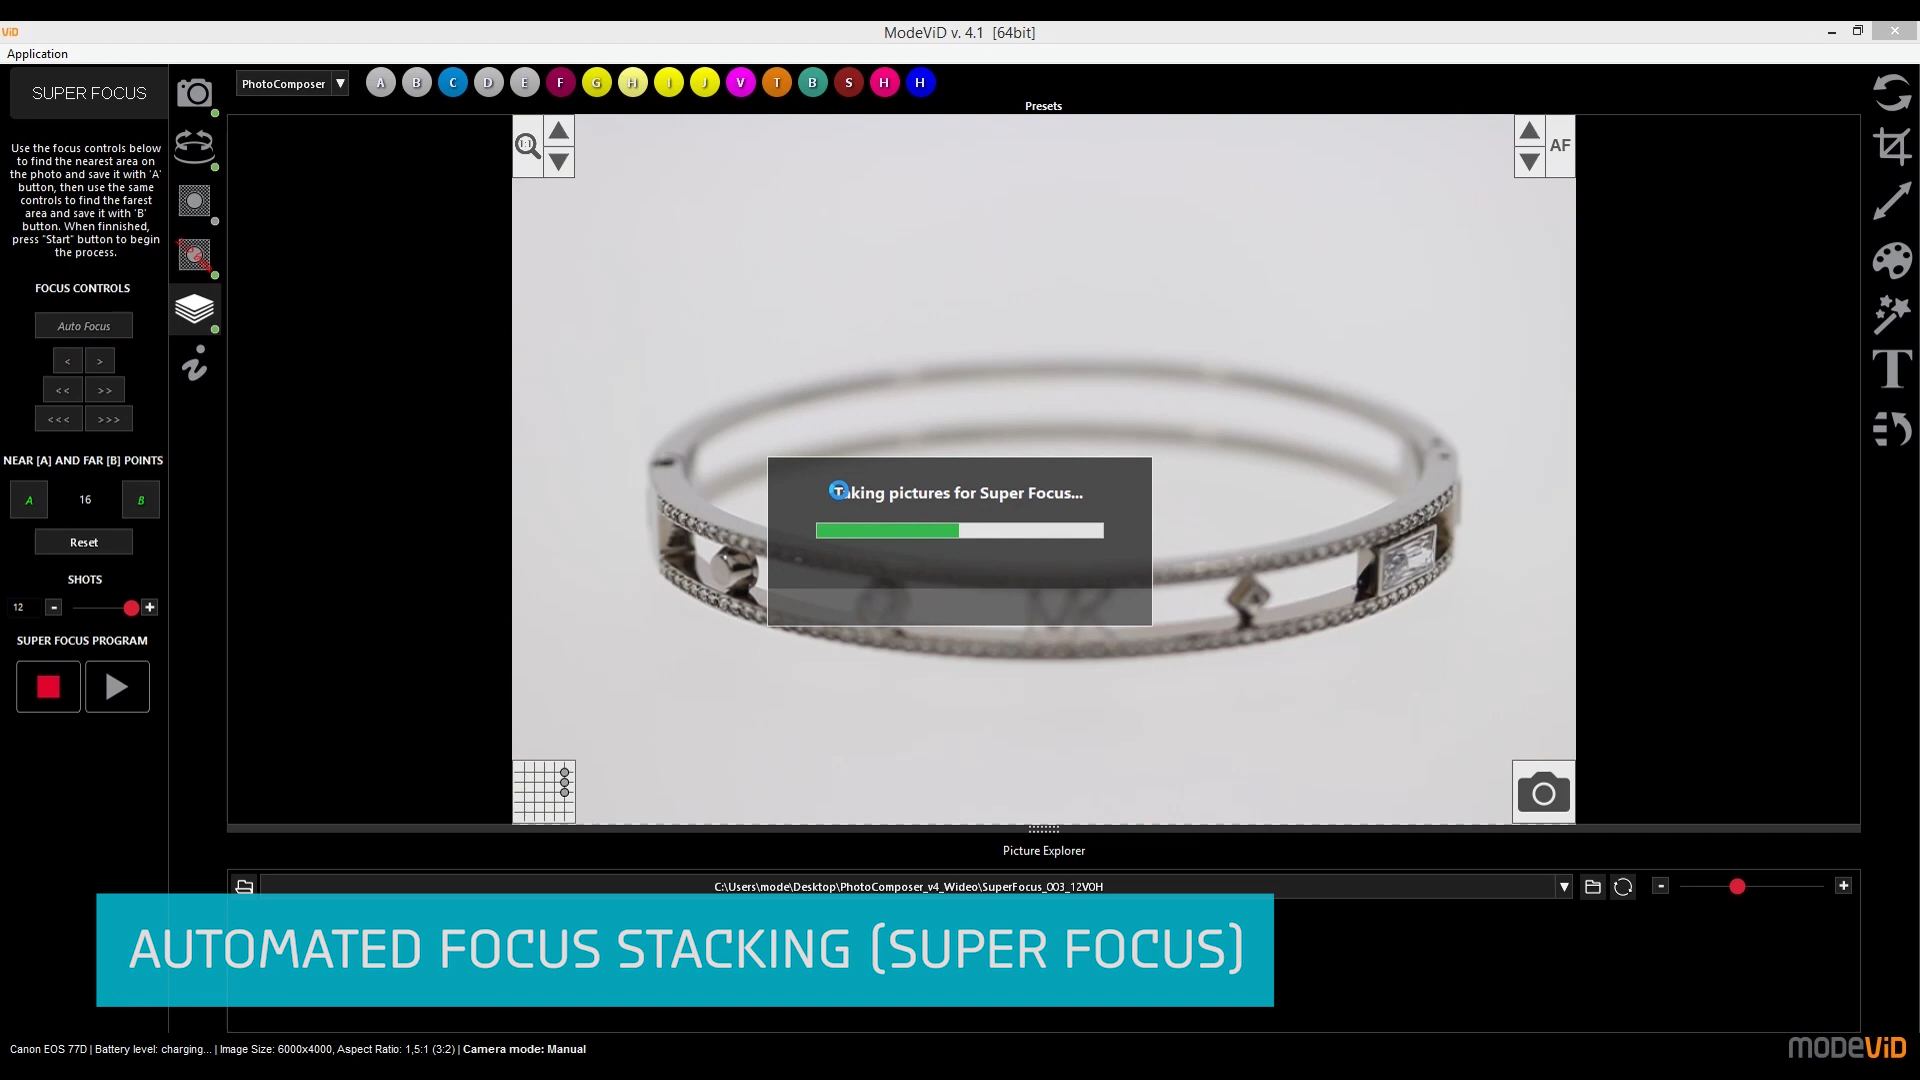 ViD
ModeViD v. 4.1 [64bit]
Application
SUPER FOCUS
Use the focus controls below
to find the nearest area on
the photo and save it with 'A'
button, then use the same
controls to find the farest
area and save it with 'B'
button. When finnished,
press "Start" button to begin
the process.
FOCUS CONTROLS
Auto Focus
< >
<< >>
<<< >>>
NEAR [A] AND FAR [B] POINTS
A 16 B
Reset
SHOTS
12 - +
SUPER FOCUS PROGRAM
PhotoComposer
A B C D E F G H I J V T B S H H
Presets
1:1
AF
T
Taking pictures for Super Focus...
MK
Picture Explorer
C:\Users\mode\Desktop\PhotoComposer_v4_Wideo\SuperFocus_003_12V0H
- +
AUTOMATED FOCUS STACKING (SUPER FOCUS)
Canon EOS 77D | Battery level: charging... | Image Size: 6000x4000, Aspect Ratio: 1,5:1 (3:2) | Camera mode: Manual
modeViD